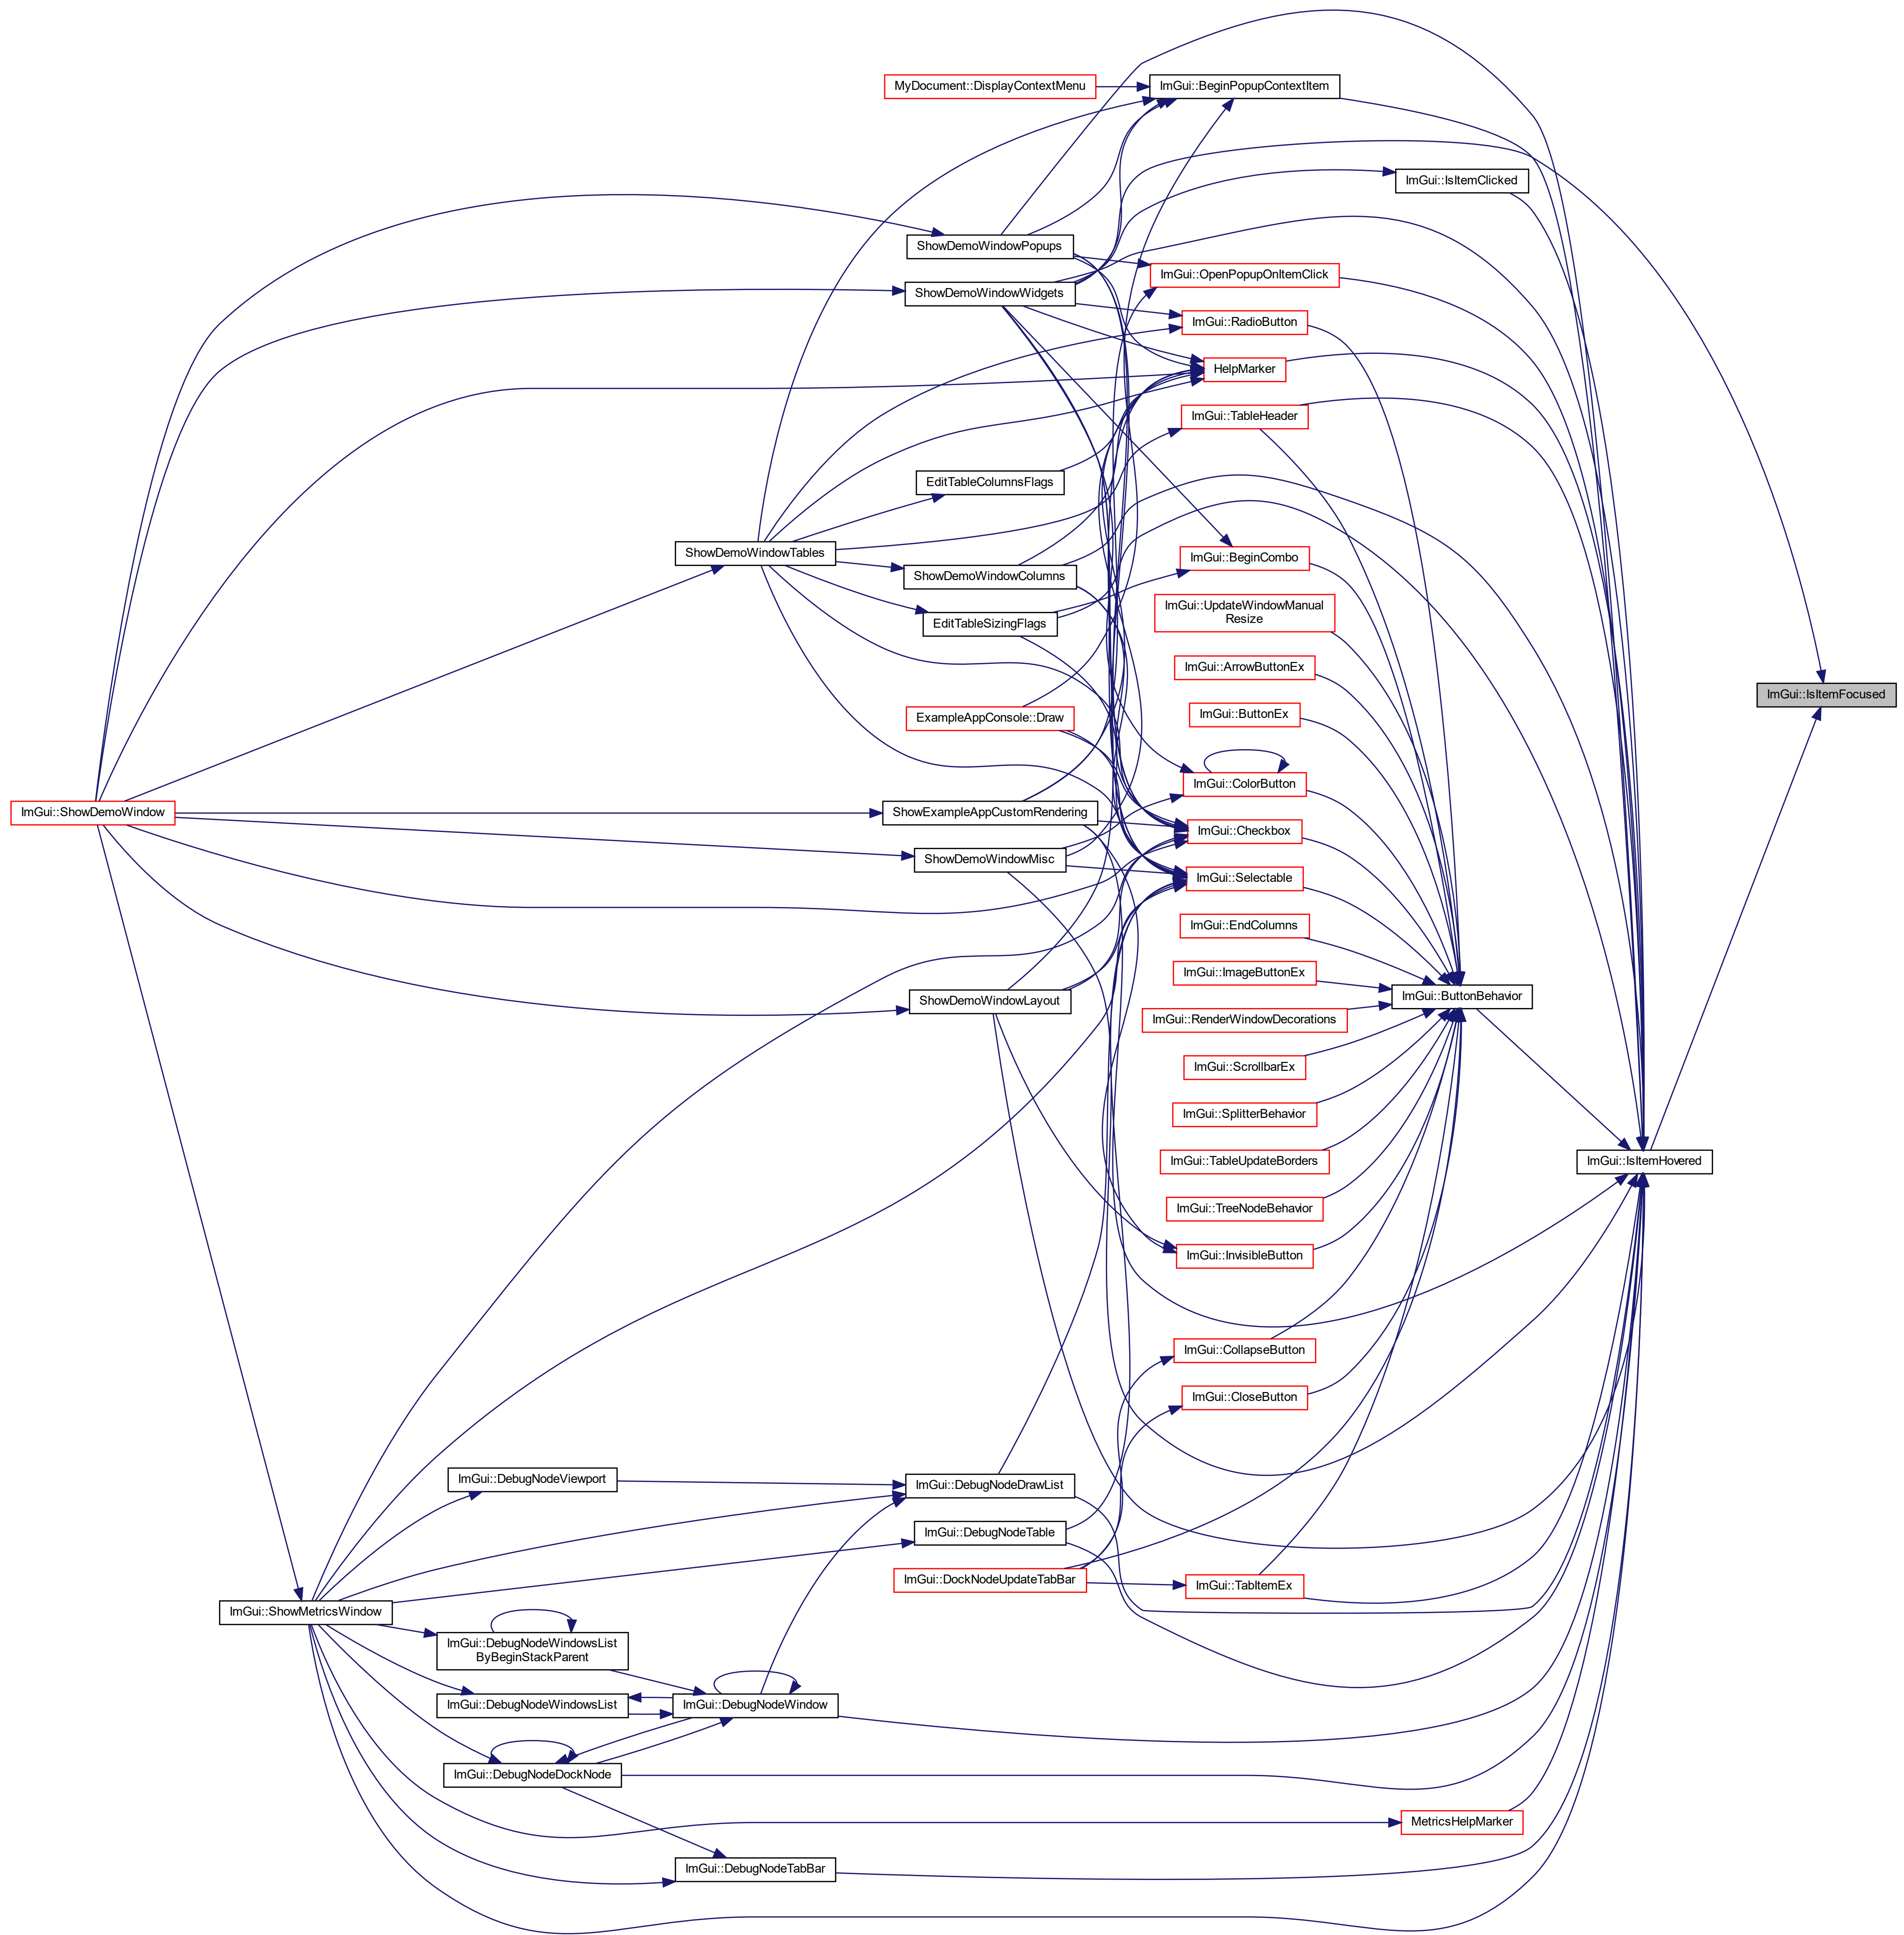 MyDocument::DisplayContextMenu
ImGui::BeginPopupContextItem
ImGui::IsItemClicked
ShowDemoWindowPopups
ImGui::OpenPopupOnItemClick
ShowDemoWindowWidgets
ImGui::RadioButton
HelpMarker
ImGui::TableHeader
EditTableColumnsFlags
ShowDemoWindowTables
ImGui::BeginCombo
ShowDemoWindowColumns
ImGui::UpdateWindowManual
Resize
EditTableSizingFlags
ImGui::ArrowButtonEx
ImGui::IsItemFocused
ExampleAppConsole::Draw
ImGui::ButtonEx
ImGui::ColorButton
ImGui::ShowDemoWindow
ShowExampleAppCustomRendering
ImGui::Checkbox
ShowDemoWindowMisc
ImGui::Selectable
ImGui::EndColumns
ImGui::ImageButtonEx
ImGui::ButtonBehavior
ShowDemoWindowLayout
ImGui::RenderWindowDecorations
ImGui::ScrollbarEx
ImGui::SplitterBehavior
ImGui::TableUpdateBorders
ImGui::IsItemHovered
ImGui::TreeNodeBehavior
ImGui::InvisibleButton
ImGui::CollapseButton
ImGui::CloseButton
ImGui::DebugNodeViewport
ImGui::DebugNodeDrawList
ImGui::DebugNodeTable
ImGui::DockNodeUpdateTabBar
ImGui::TabItemEx
ImGui::ShowMetricsWindow
ImGui::DebugNodeWindowsList
ByBeginStackParent
ImGui::DebugNodeWindowsList
ImGui::DebugNodeWindow
ImGui::DebugNodeDockNode
MetricsHelpMarker
ImGui::DebugNodeTabBar